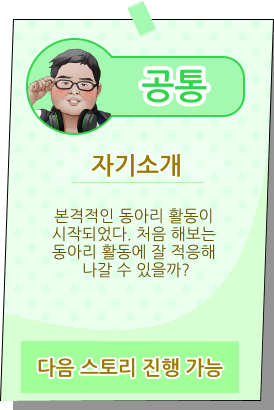 공통
자기소개
본격적인 동아리 활동이
시작되었다. 처음 해보는
동아리 활동에 잘 적응해
나갈 수 있을까?
다음 스토리 진행 가능